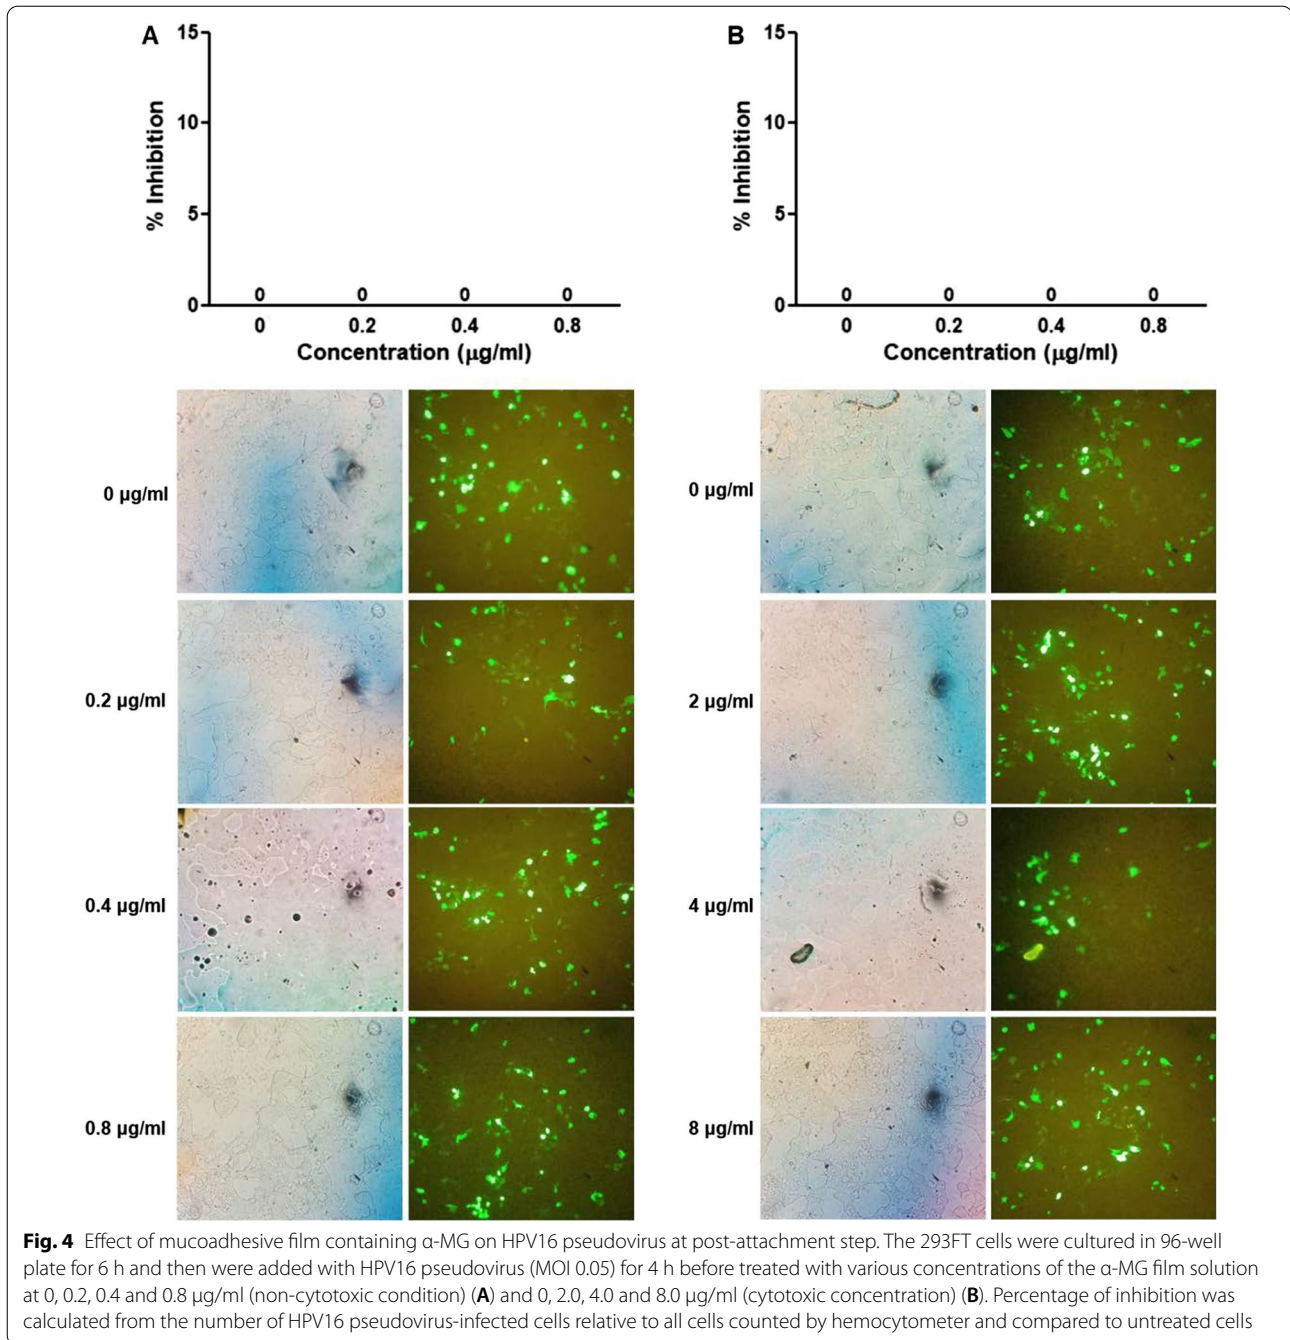 A
15
10
5
0
% Inhibition
0 0 0 0
0 0.2 0.4 0.8
Concentration (μg/ml)
B
15
10
5
0
% Inhibition
0 0 0 0
0 0.2 0.4 0.8
Concentration (μg/ml)
0 μg/ml
0.2 μg/ml
0.4 μg/ml
0.8 μg/ml
0 μg/ml
2 μg/ml
4 μg/ml
8 μg/ml
Fig. 4 Effect of mucoadhesive film containing α-MG on HPV16 pseudovirus at post-attachment step. The 293FT cells were cultured in 96-well
plate for 6 h and then were added with HPV16 pseudovirus (MOI 0.05) for 4 h before treated with various concentrations of the α-MG film solution
at 0, 0.2, 0.4 and 0.8 μg/ml (non-cytotoxic condition) (A) and 0, 2.0, 4.0 and 8.0 μg/ml (cytotoxic concentration) (B). Percentage of inhibition was
calculated from the number of HPV16 pseudovirus-infected cells relative to all cells counted by hemocytometer and compared to untreated cells